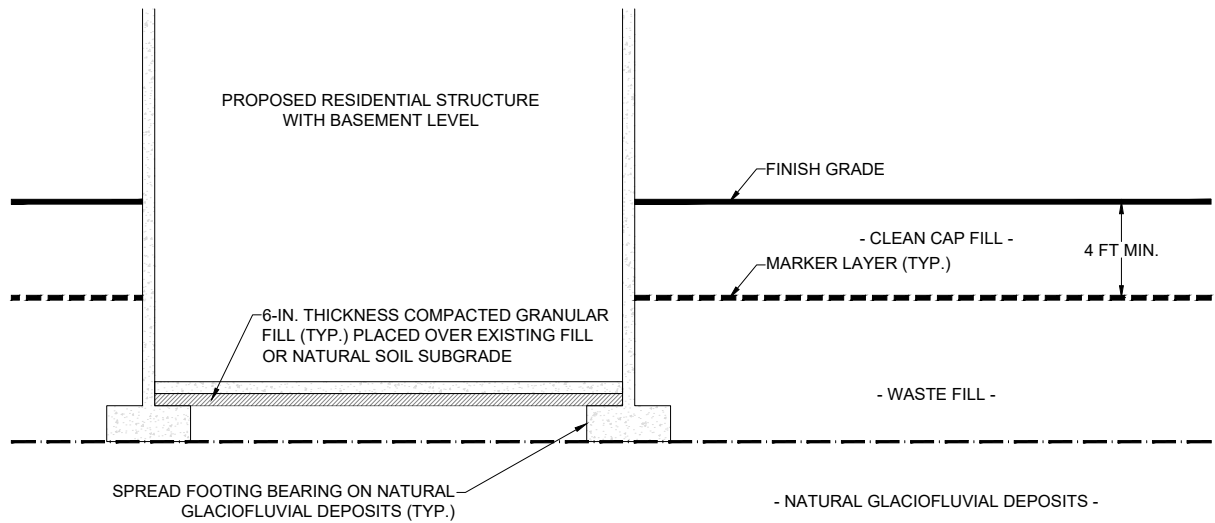 PROPOSED RESIDENTIAL STRUCTURE
WITH BASEMENT LEVEL
FINISH GRADE
- CLEAN CAP FILL -
4 FT MIN.
MARKER LAYER (TYP.)
6-IN. THICKNESS COMPACTED GRANULAR
FILL (TYP.) PLACED OVER EXISTING FILL
OR NATURAL SOIL SUBGRADE
- WASTE FILL -
SPREAD FOOTING BEARING ON NATURAL
GLACIOFLUVIAL DEPOSITS (TYP.)
- NATURAL GLACIOFLUVIAL DEPOSITS -